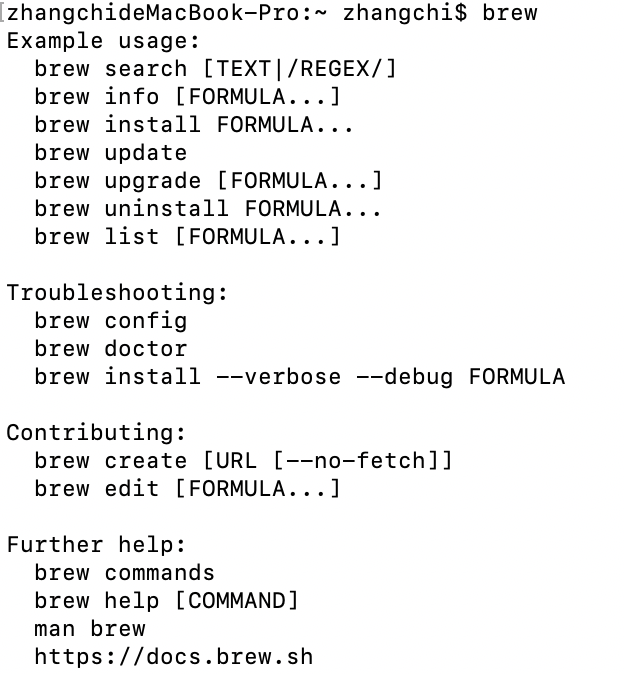 [zhangchideMacBook-Pro:~ zhangchi$ brew
Example usage:
  brew search [TEXT|/REGEX/]
  brew info [FORMULA...]
  brew install FORMULA...
  brew update
  brew upgrade [FORMULA...]
  brew uninstall FORMULA...
  brew list [FORMULA...]

Troubleshooting:
  brew config
  brew doctor
  brew install --verbose --debug FORMULA

Contributing:
  brew create [URL [--no-fetch]]
  brew edit [FORMULA...]

Further help:
  brew commands
  brew help [COMMAND]
  man brew
  https://docs.brew.sh